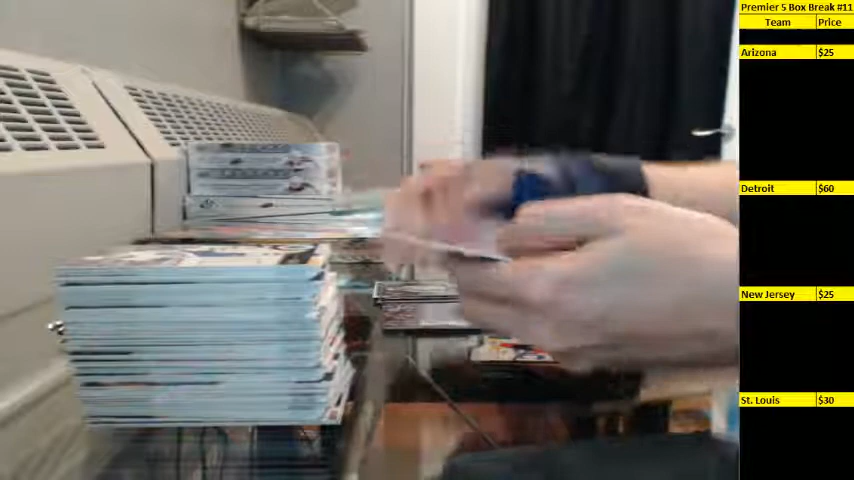 Premier 5 Box Break #11
Team Price
Arizona $25
Detroit $60
New Jersey $25
St. Louis $30